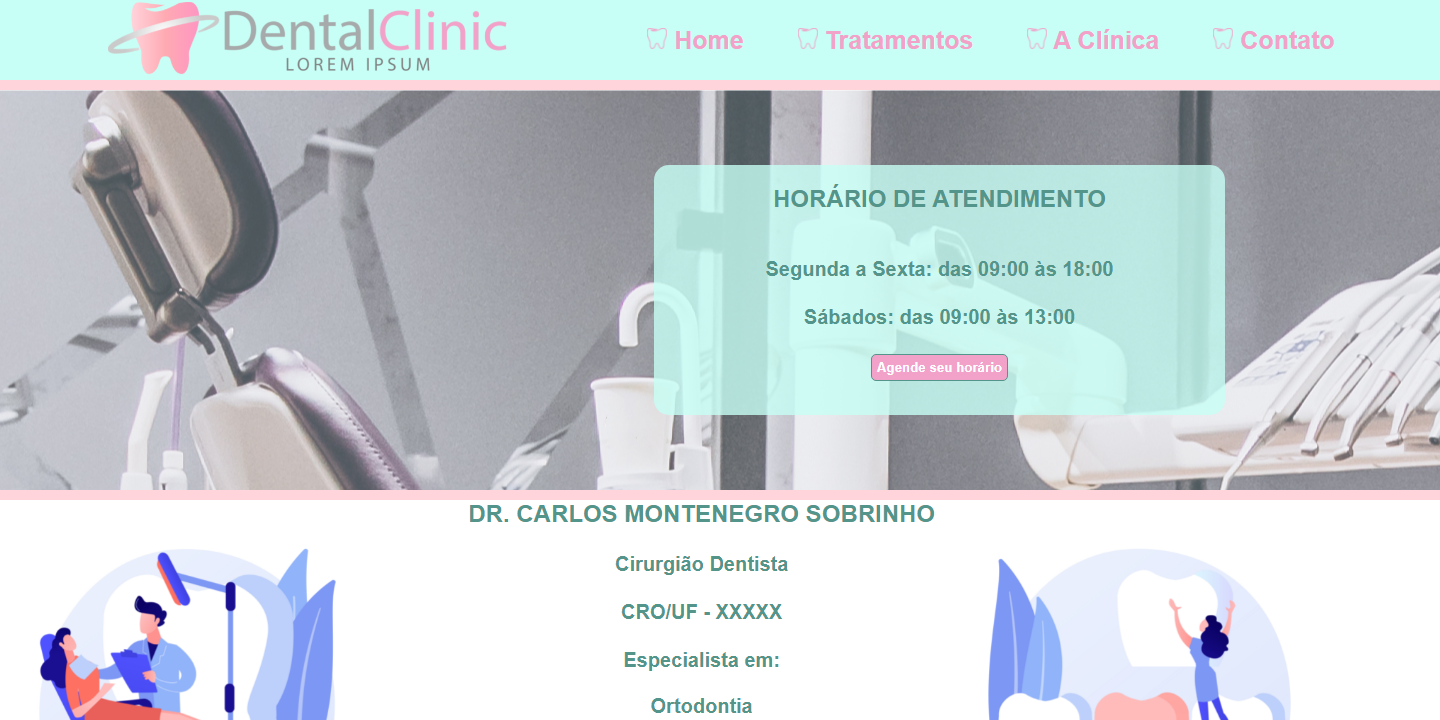 DentalClinic
LOREM IPSUM
Home
Tratamentos
A Clínica
Contato
HORÁRIO DE ATENDIMENTO
Segunda a Sexta: das 09:00 às 18:00
Sábados: das 09:00 às 13:00
Agende seu horário
DR. CARLOS MONTENEGRO SOBRINHO
Cirurgião Dentista
CRO/UF - XXXXX
Especialista em:
Ortodontia